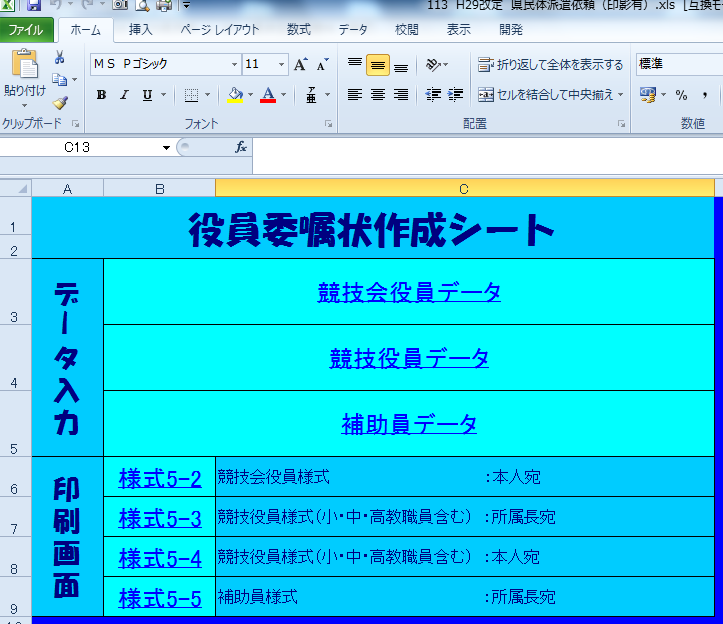 113 H29改定 県民体派遣依頼（印影有）.xls [互換モ
ファイル ホーム 挿入 ページ レイアウト 数式 データ 校閲 表示 開発
貼り付け
ＭＳ Ｐゴシック 11
B I U A A A
折り返して全体を表示する
セルを結合して中央揃え
標準
% ,
クリップボード フォント 配置 数値
C13 fx
A B C
1
2
役員委嘱状作成シート
データ入力
3 競技会役員データ
4 競技役員データ
5 補助員データ
印刷画面
6 様式5-2 競技会役員様式 ：本人宛
7 様式5-3 競技役員様式(小・中・高教職員含む) ：所属長宛
8 様式5-4 競技役員様式(小・中・高教職員含む) ：本人宛
9 様式5-5 補助員様式 ：所属長宛